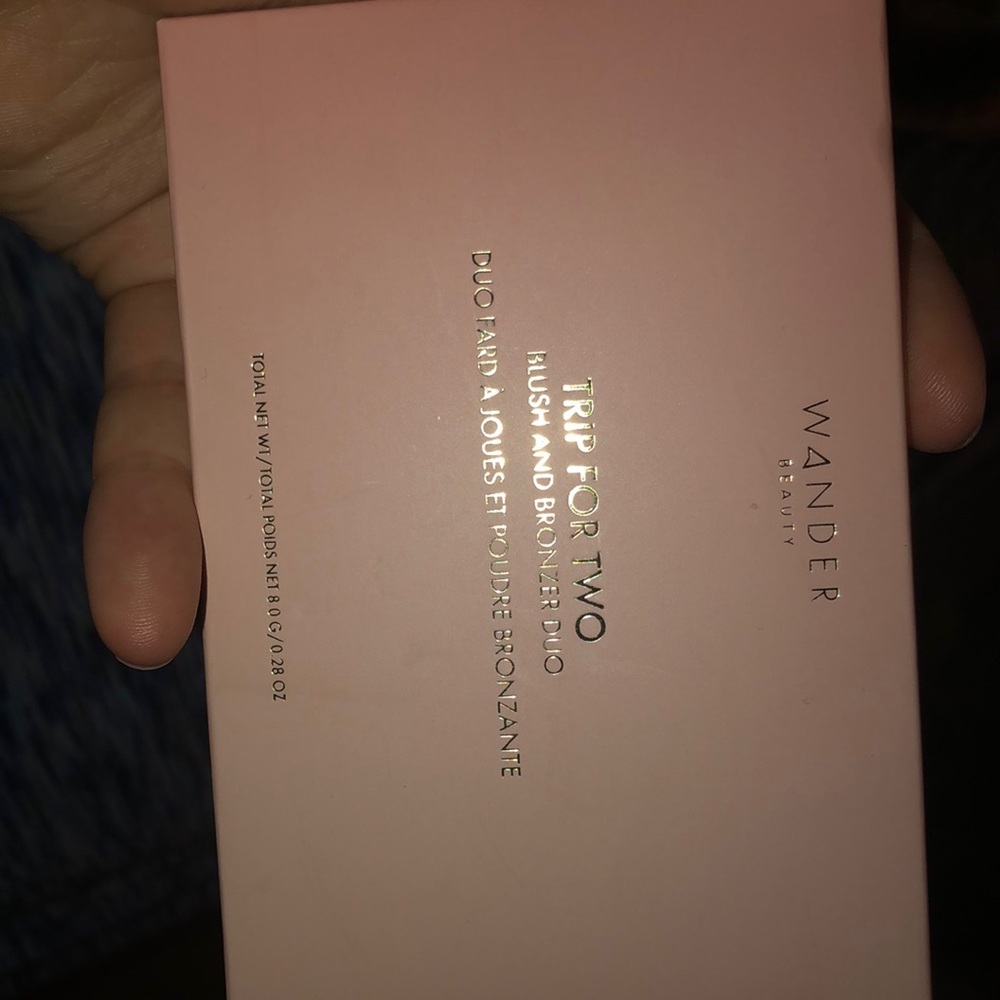 WANDER
BEAUTY
TRIP FOR TWO
BLUSH AND BRONZER DUO
DUO FARD À JOUES ET POUDRE BRONZANTE
TOTAL NET WT/TOTAL POIDS NET 8.0 G/0.28 OZ